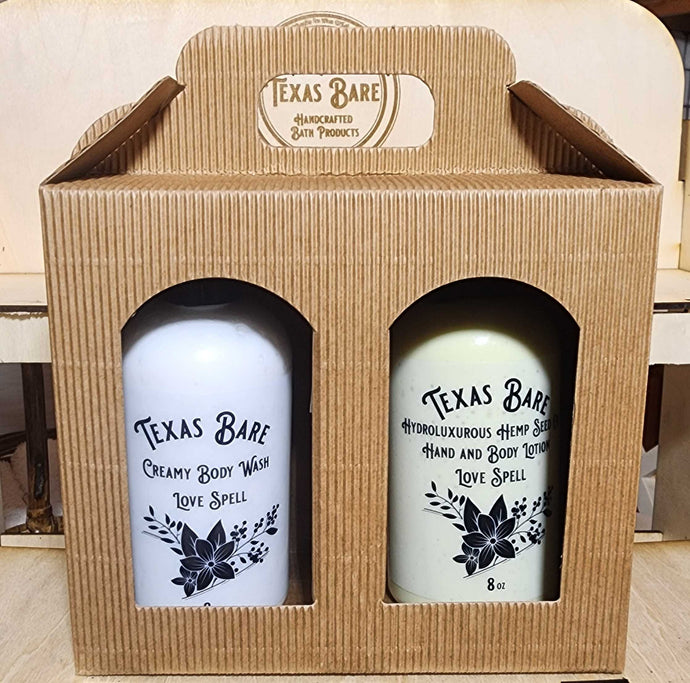 Texas Bare
Handcrafted
Bath Products
Texas Bare
Creamy Body Wash
Love Spell
Texas Bare
Hydroluxurous Hemp Seed
Hand and Body Lotion
Love Spell
8 oz